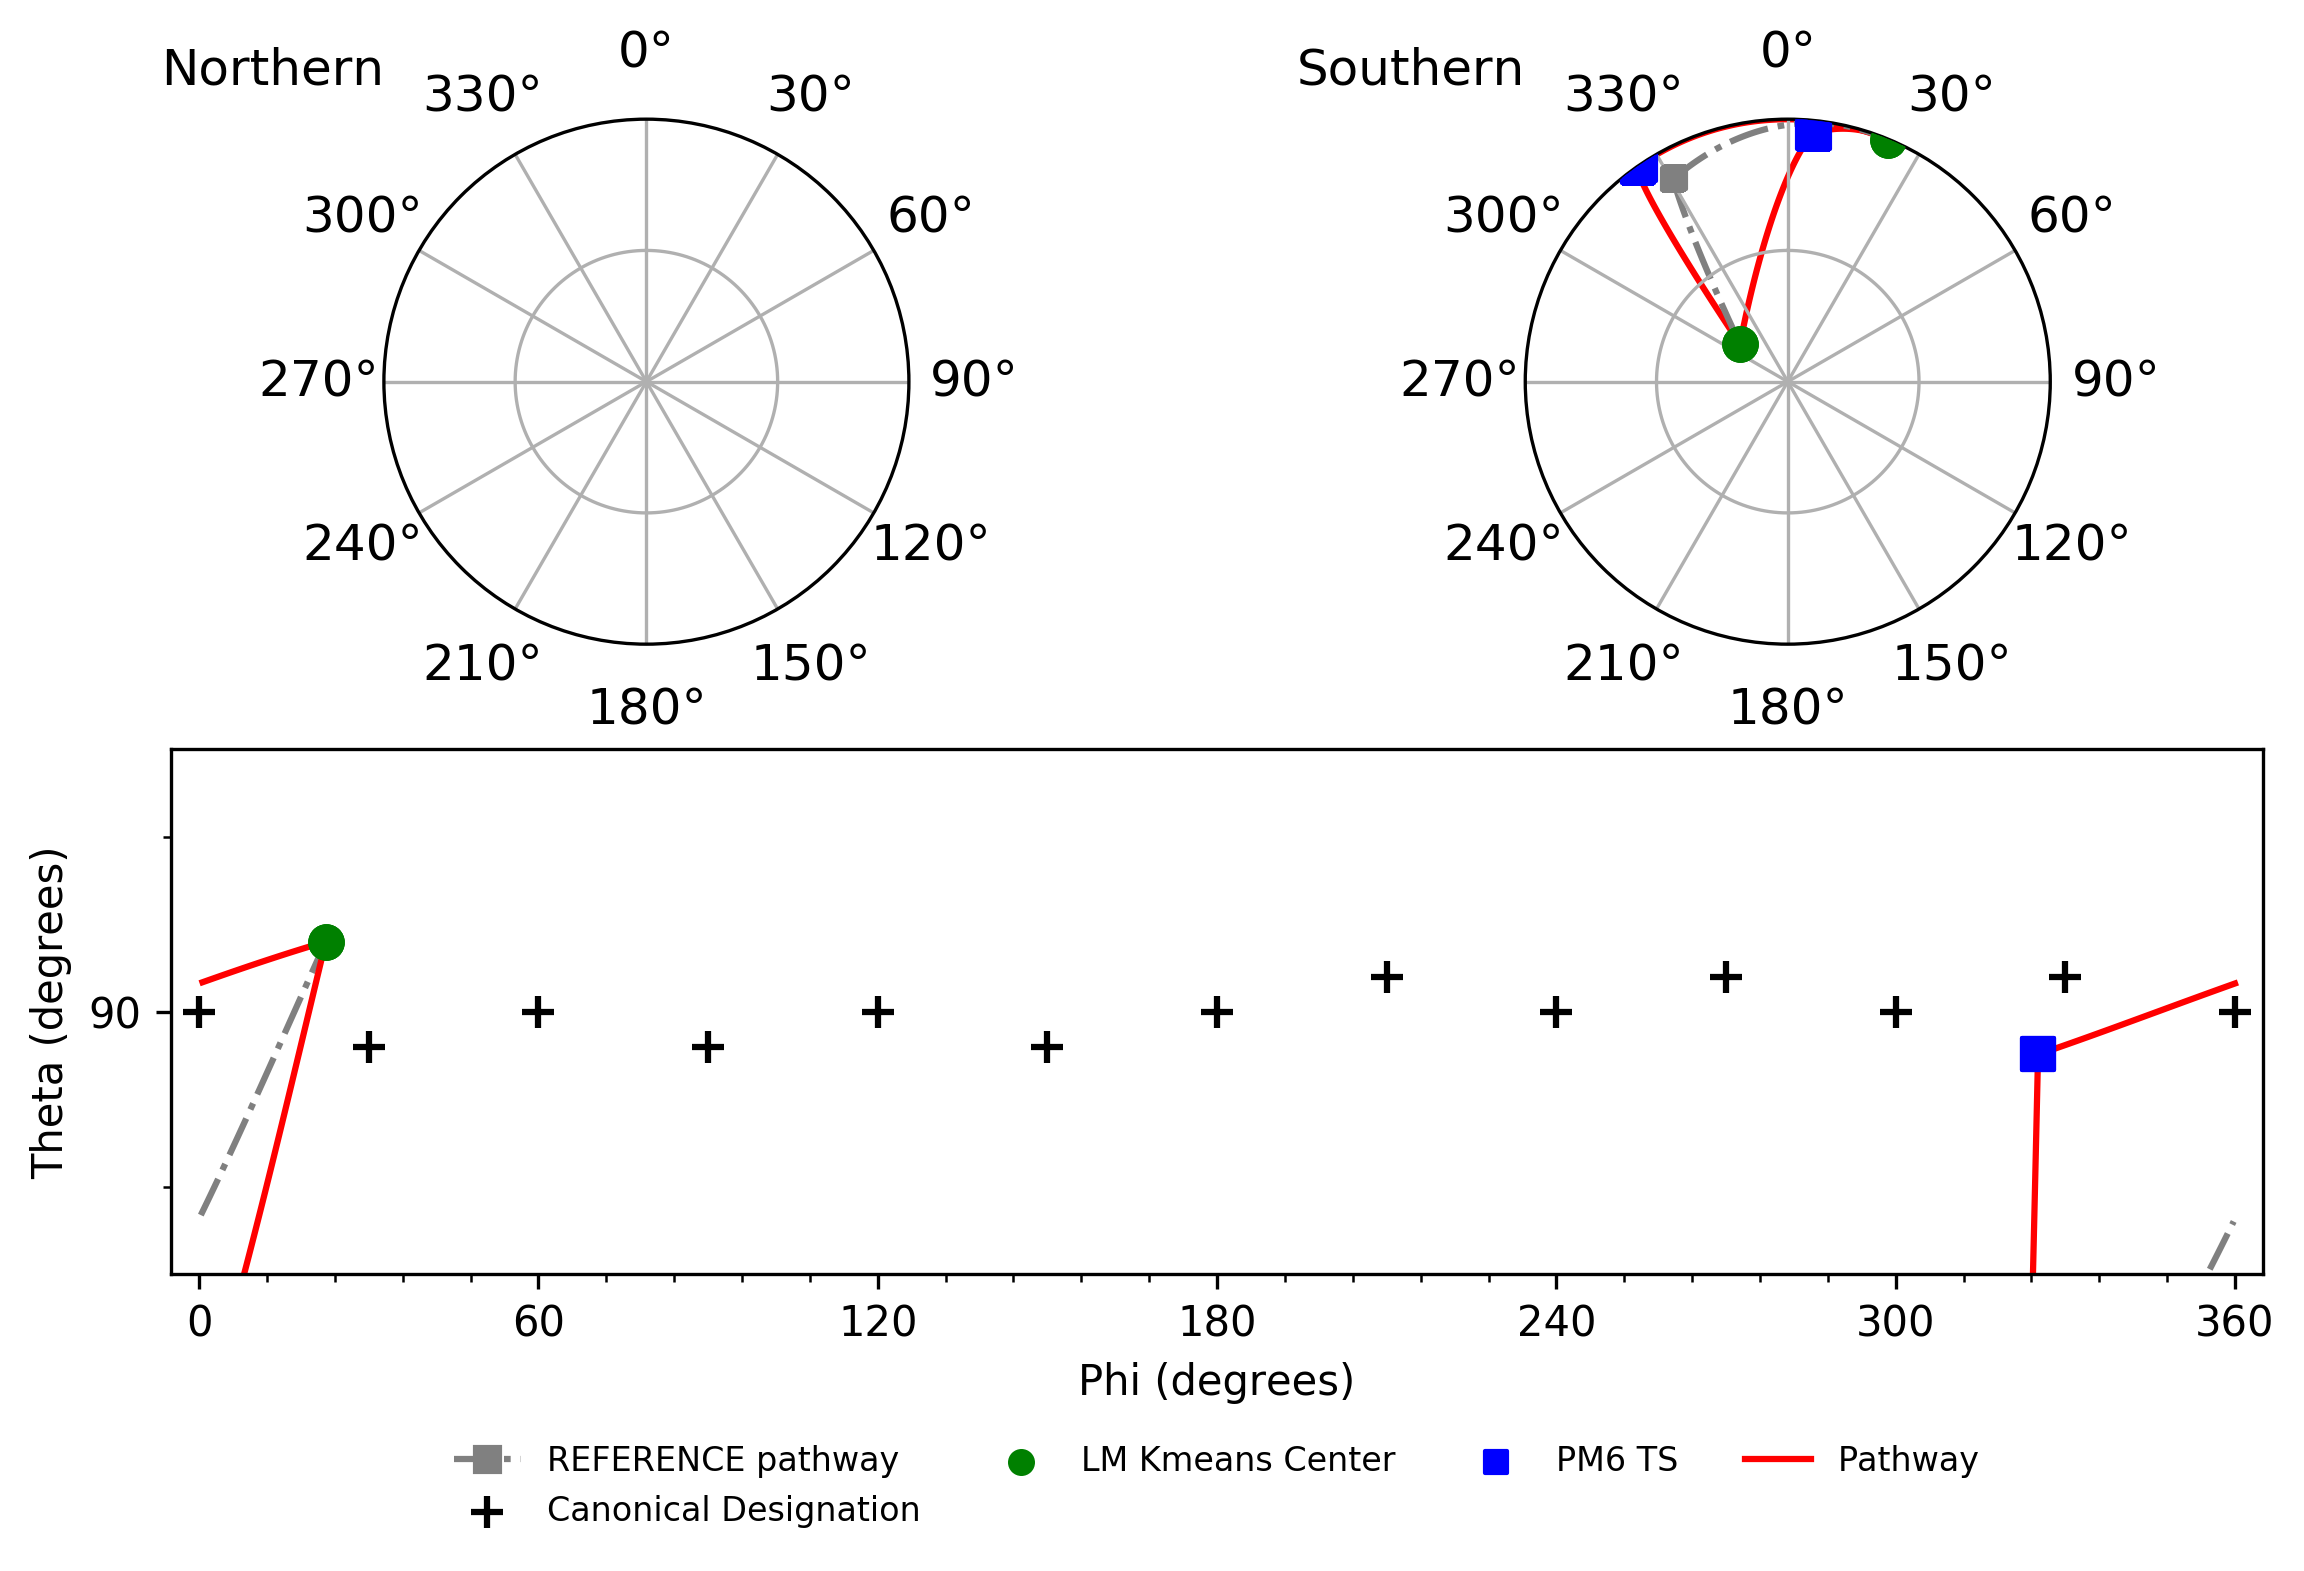 Northern
0°
330°
30°
300°
60°
270°
90°
240°
120°
210°
150°
180°
Southern
0°
330°
30°
300°
60°
270°
90°
240°
120°
210°
150°
180°
Theta (degrees)
90
0 60 120 180 240 300 360
Phi (degrees)
REFERENCE pathway
Canonical Designation
LM Kmeans Center
PM6 TS
Pathway